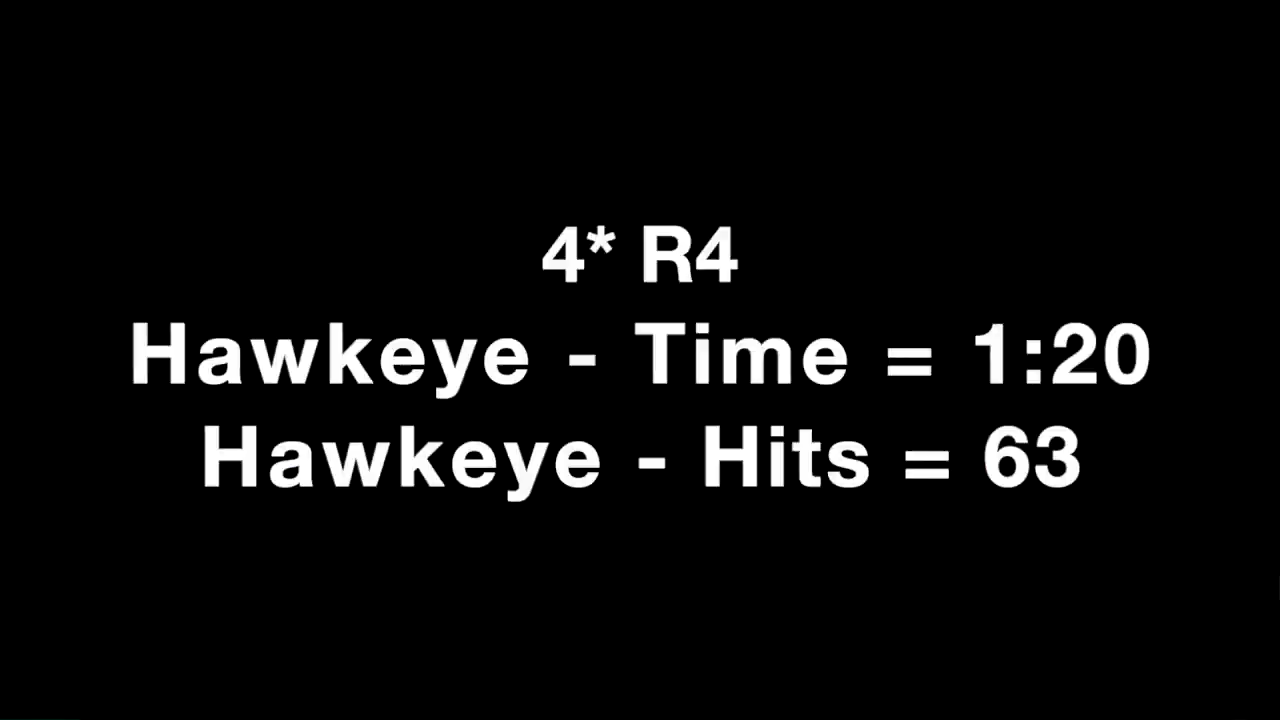 4* R4
Hawkeye - Time = 1:20
Hawkeye - Hits = 63